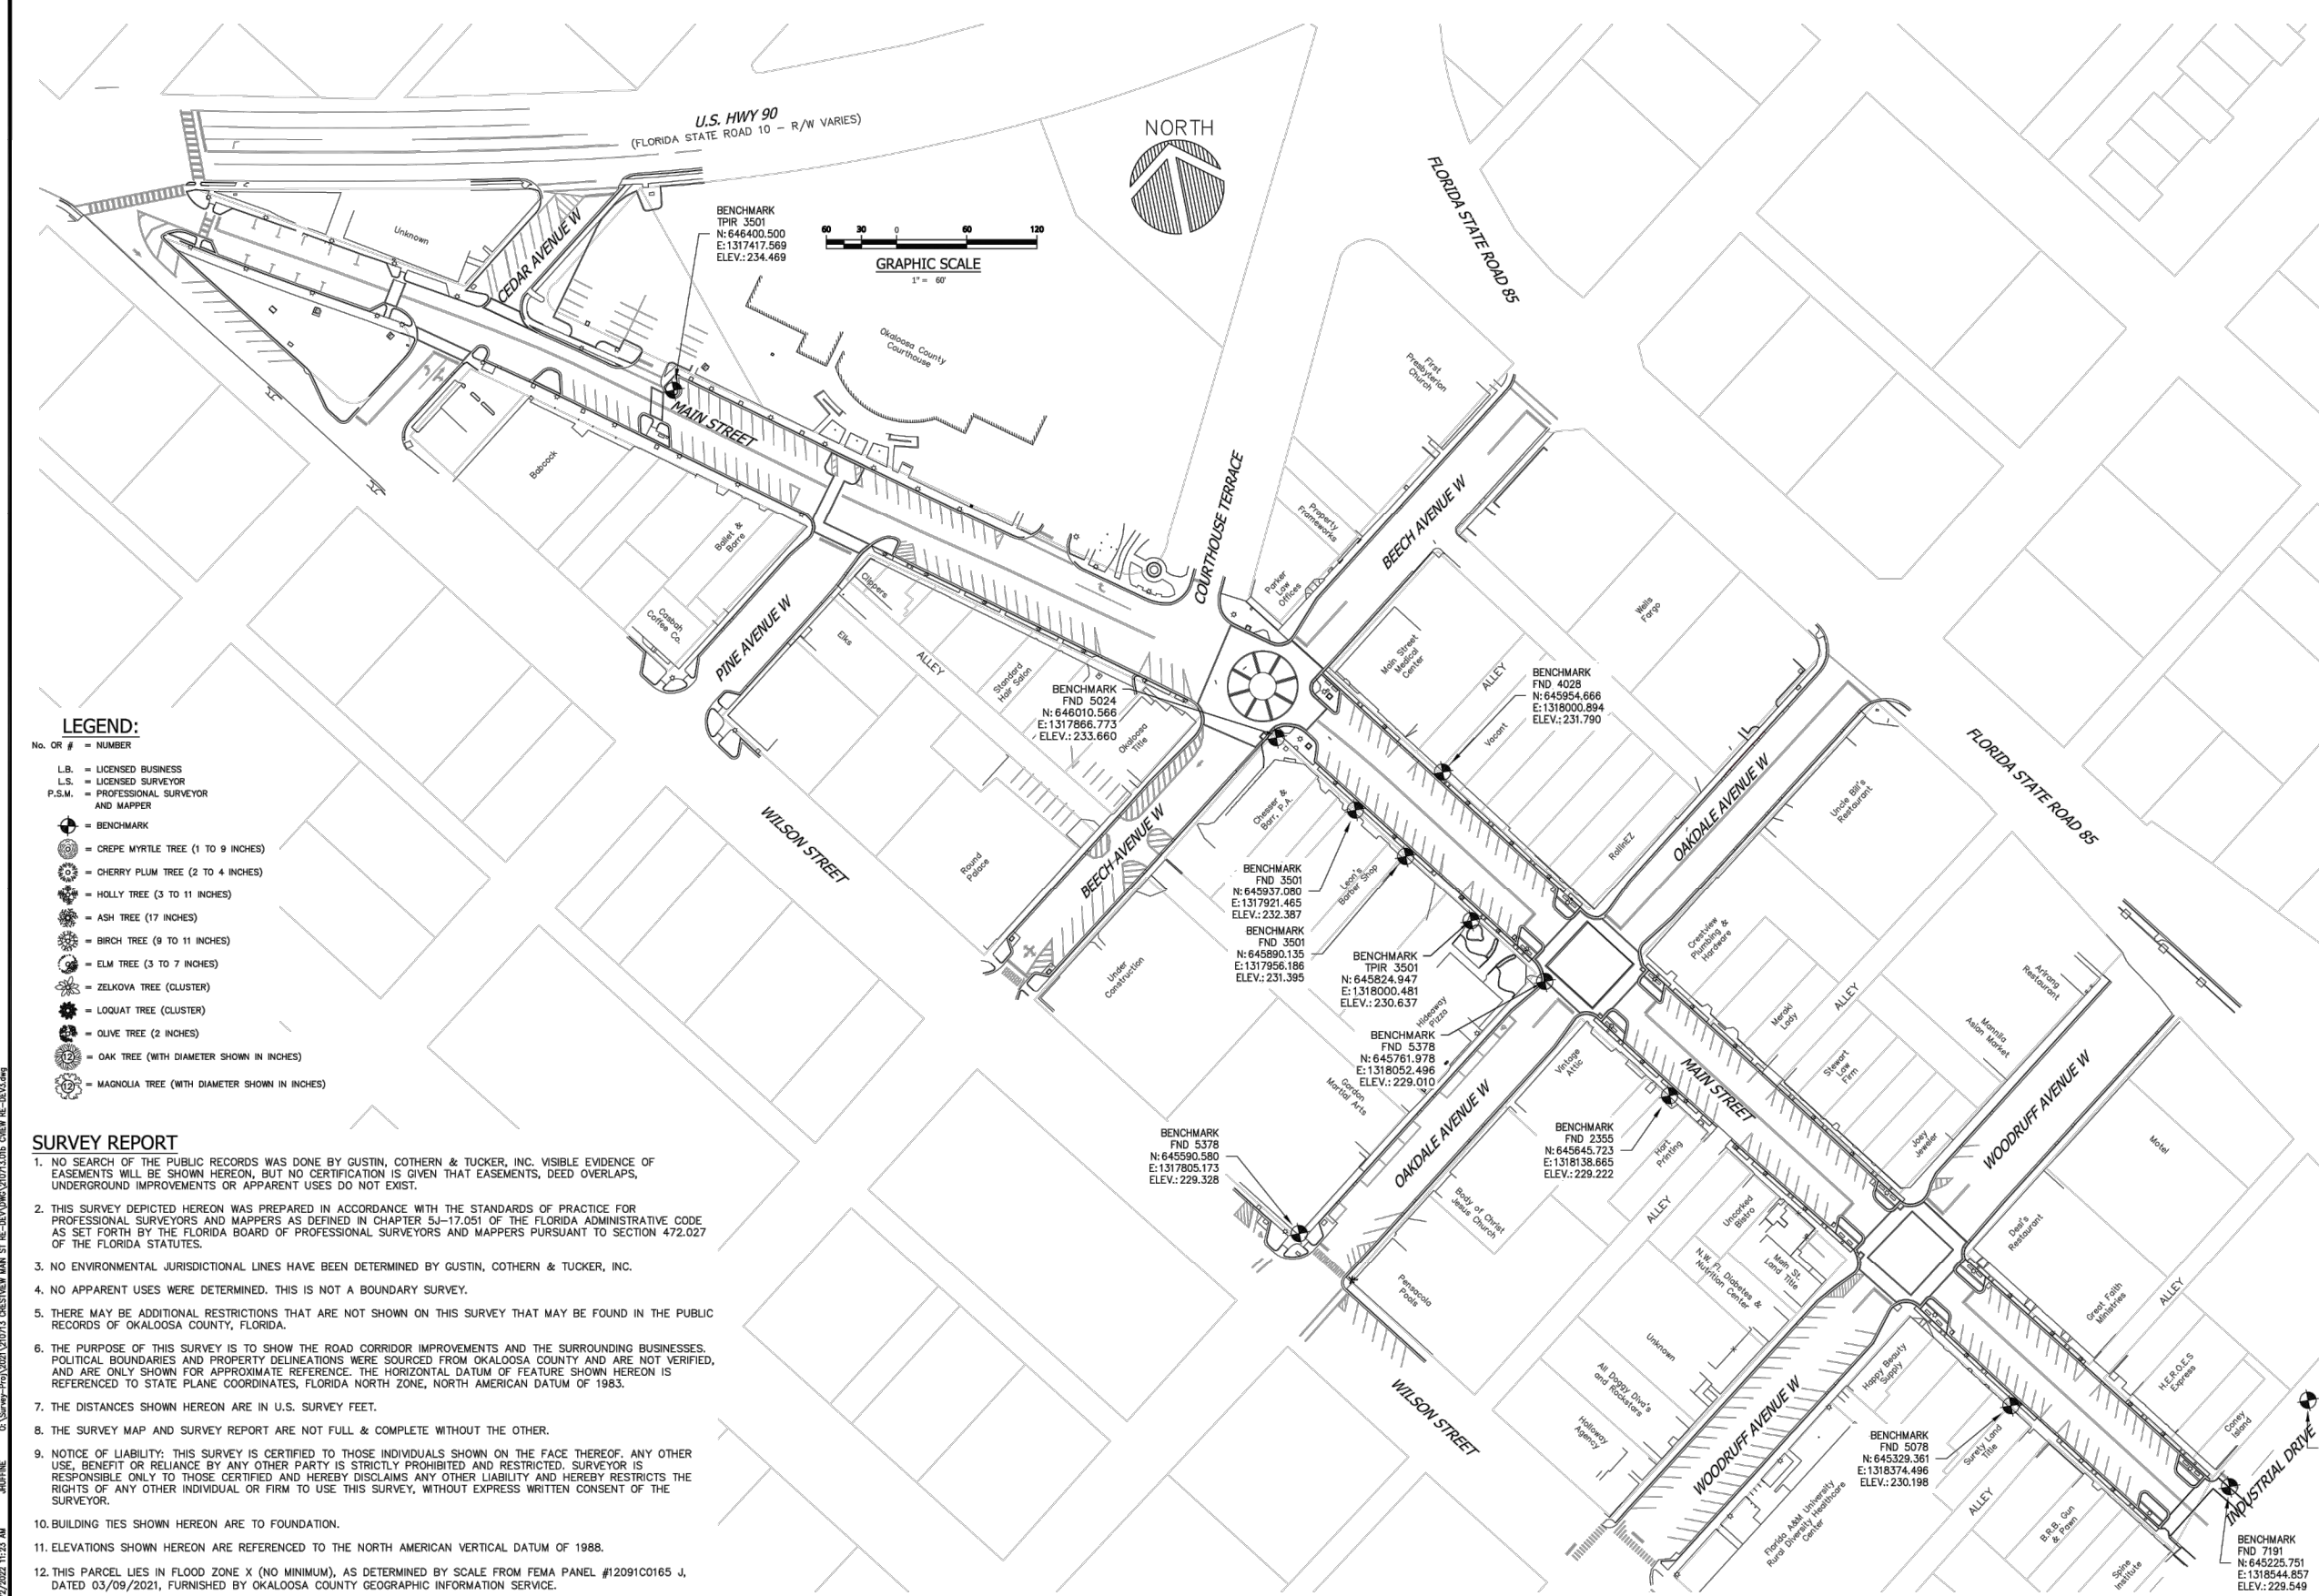 U.S. HWY 90
(FLORIDA STATE ROAD 10 - R/W VARIES)
NORTH
FLORIDA STATE ROAD 85
Unknown
CEDAR AVENUE W
BENCHMARK
TPIR 3501
N:646400.500
E:1317417.569
ELEV.:234.469
60 30 0 60 120
GRAPHIC SCALE
1" = 60'
Okaloosa County
Courthouse
First
Presbyterian
Church
MAIN STREET
Babcock
COURTHOUSE TERRACE
Property
Frameworks
BEECH AVENUE W
Ballet &
Barre
Clippers
Parker
Law
Offices
Casbah
Coffee Co.
PINE AVENUE W
Elks
ALLEY
Standard
Hair Salon
Main Street
Medical
Center
Wells
Fargo
ALLEY
BENCHMARK
FND 5024
N:646010.566
E:1317866.773
ELEV.:233.660
Okaloosa
Title
BENCHMARK
FND 4028
N:645954.666
E:1318000.894
ELEV.:231.790
Vacant
LEGEND:
No. OR # = NUMBER
L.B. = LICENSED BUSINESS
L.S. = LICENSED SURVEYOR
P.S.M. = PROFESSIONAL SURVEYOR
AND MAPPER
= BENCHMARK
= CREPE MYRTLE TREE (1 TO 9 INCHES)
= CHERRY PLUM TREE (2 TO 4 INCHES)
= HOLLY TREE (3 TO 11 INCHES)
= ASH TREE (17 INCHES)
= BIRCH TREE (9 TO 11 INCHES)
= ELM TREE (3 TO 7 INCHES)
= ZELKOVA TREE (CLUSTER)
= LOQUAT TREE (CLUSTER)
= OLIVE TREE (2 INCHES)
12 = OAK TREE (WITH DIAMETER SHOWN IN INCHES)
12 = MAGNOLIA TREE (WITH DIAMETER SHOWN IN INCHES)
WILSON STREET
Round
Palace
BEECH AVENUE W
Chesser &
Barr, P.A.
Under
Construction
RollinEZ
OAKDALE AVENUE W
Uncle Bill's
Restaurant
FLORIDA STATE ROAD 85
BENCHMARK
FND 3501
N:645937.080
E:1317921.465
ELEV.:232.387
Leon's
Barber Shop
BENCHMARK
FND 3501
N:645890.135
E:1317956.186
ELEV.:231.395
BENCHMARK
TPIR 3501
N:645824.947
E:1318000.481
ELEV.:230.637
Hideaway
Pizza
BENCHMARK
FND 5378
N:645761.978
E:1318052.496
ELEV.:229.010
Gordon
Martial Arts
Vintage
Attic
Crestview
Plumbing &
Hardware
Meraki
Lady
ALLEY
Arirang
Restaurant
Mannila
Asian Market
Stewart
Law
Firm
MAIN STREET
Joey
Jeweler
WOODRUFF AVENUE W
Motel
BENCHMARK
FND 5378
N:645590.580
E:1317805.173
ELEV.:229.328
OAKDALE AVENUE W
BENCHMARK
FND 2355
N:645645.723
E:1318138.665
ELEV.:229.222
Hart
Printing
Body of Christ
Jesus Church
ALLEY
Uncorked
Bistro
Main St.
Land Title
N.W. Fl. Diabetes &
Nutrition Center
Pensacola
Pools
Desi's
Restaurant
Great Faith
Ministries
ALLEY
H.E.R.O.E.S
Express
Coney
Island
INDUSTRIAL DRIVE
Unknown
All Doggy Diva's
and Rockstars
Holloway
Agency
WILSON STREET
WOODRUFF AVENUE W
Happy Beauty
Supply
Florida A&M University
Rural Diversity Healthcare
Center
BENCHMARK
FND 5078
N:645329.361
E:1318374.496
ELEV.:230.198
Surety Land
Title
ALLEY
B.R.B. Gun
& Pawn
Spine
Institute
BENCHMARK
FND 7191
N:645225.751
E:1318544.857
ELEV.:229.549
SURVEY REPORT
1. NO SEARCH OF THE PUBLIC RECORDS WAS DONE BY GUSTIN, COTHERN & TUCKER, INC. VISIBLE EVIDENCE OF
EASEMENTS WILL BE SHOWN HEREON, BUT NO CERTIFICATION IS GIVEN THAT EASEMENTS, DEED OVERLAPS,
UNDERGROUND IMPROVEMENTS OR APPARENT USES DO NOT EXIST.
2. THIS SURVEY DEPICTED HEREON WAS PREPARED IN ACCORDANCE WITH THE STANDARDS OF PRACTICE FOR
PROFESSIONAL SURVEYORS AND MAPPERS AS DEFINED IN CHAPTER 5J-17.051 OF THE FLORIDA ADMINISTRATIVE CODE
AS SET FORTH BY THE FLORIDA BOARD OF PROFESSIONAL SURVEYORS AND MAPPERS PURSUANT TO SECTION 472.027
OF THE FLORIDA STATUTES.
3. NO ENVIRONMENTAL JURISDICTIONAL LINES HAVE BEEN DETERMINED BY GUSTIN, COTHERN & TUCKER, INC.
4. NO APPARENT USES WERE DETERMINED. THIS IS NOT A BOUNDARY SURVEY.
5. THERE MAY BE ADDITIONAL RESTRICTIONS THAT ARE NOT SHOWN ON THIS SURVEY THAT MAY BE FOUND IN THE PUBLIC
RECORDS OF OKALOOSA COUNTY, FLORIDA.
6. THE PURPOSE OF THIS SURVEY IS TO SHOW THE ROAD CORRIDOR IMPROVEMENTS AND THE SURROUNDING BUSINESSES.
POLITICAL BOUNDARIES AND PROPERTY DELINEATIONS WERE SOURCED FROM OKALOOSA COUNTY AND ARE NOT VERIFIED,
AND ARE ONLY SHOWN FOR APPROXIMATE REFERENCE. THE HORIZONTAL DATUM OF FEATURE SHOWN HEREON IS
REFERENCED TO STATE PLANE COORDINATES, FLORIDA NORTH ZONE, NORTH AMERICAN DATUM OF 1983.
7. THE DISTANCES SHOWN HEREON ARE IN U.S. SURVEY FEET.
8. THE SURVEY MAP AND SURVEY REPORT ARE NOT FULL & COMPLETE WITHOUT THE OTHER.
9. NOTICE OF LIABILITY: THIS SURVEY IS CERTIFIED TO THOSE INDIVIDUALS SHOWN ON THE FACE THEREOF. ANY OTHER
USE, BENEFIT OR RELIANCE BY ANY OTHER PARTY IS STRICTLY PROHIBITED AND RESTRICTED. SURVEYOR IS
RESPONSIBLE ONLY TO THOSE CERTIFIED AND HEREBY DISCLAIMS ANY OTHER LIABILITY AND HEREBY RESTRICTS THE
RIGHTS OF ANY OTHER INDIVIDUAL OR FIRM TO USE THIS SURVEY, WITHOUT EXPRESS WRITTEN CONSENT OF THE
SURVEYOR.
10. BUILDING TIES SHOWN HEREON ARE TO FOUNDATION.
11. ELEVATIONS SHOWN HEREON ARE REFERENCED TO THE NORTH AMERICAN VERTICAL DATUM OF 1988.
12. THIS PARCEL LIES IN FLOOD ZONE X (NO MINIMUM), AS DETERMINED BY SCALE FROM FEMA PANEL #12091C0165 J,
DATED 03/09/2021, FURNISHED BY OKALOOSA COUNTY GEOGRAPHIC INFORMATION SERVICE.